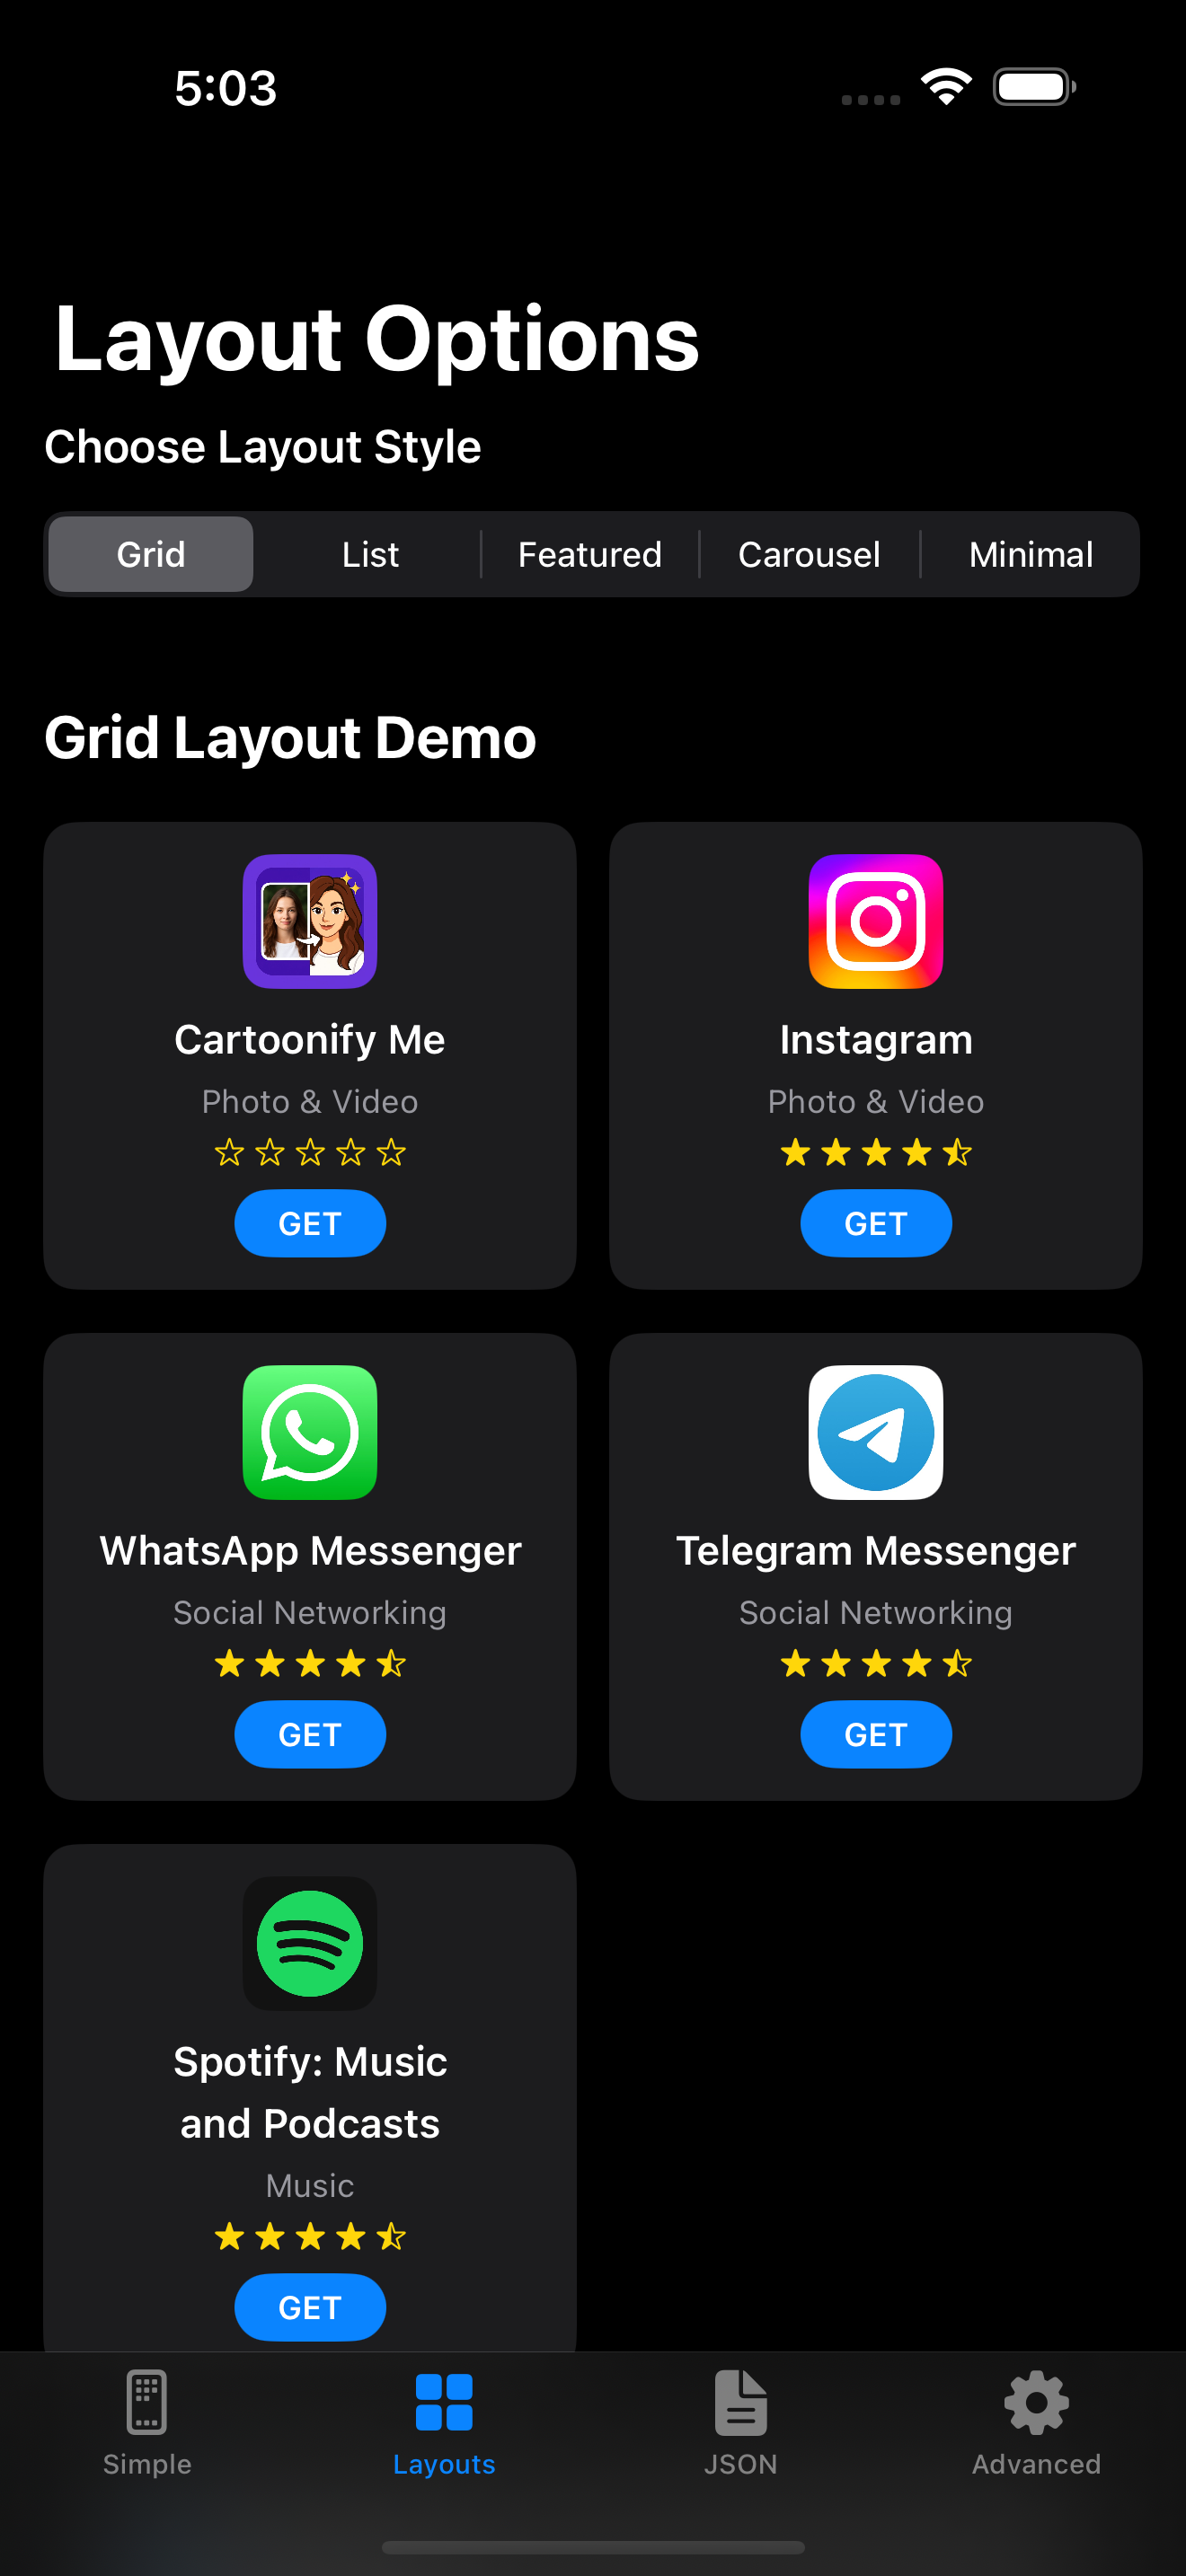 5:03
Layout Options
Choose Layout Style
Grid List Featured Carousel Minimal
Grid Layout Demo
Cartoonify Me
Photo & Video
GET
Instagram
Photo & Video
GET
WhatsApp Messenger
Social Networking
GET
Telegram Messenger
Social Networking
GET
Spotify: Music
and Podcasts
Music
GET
Simple Layouts JSON Advanced